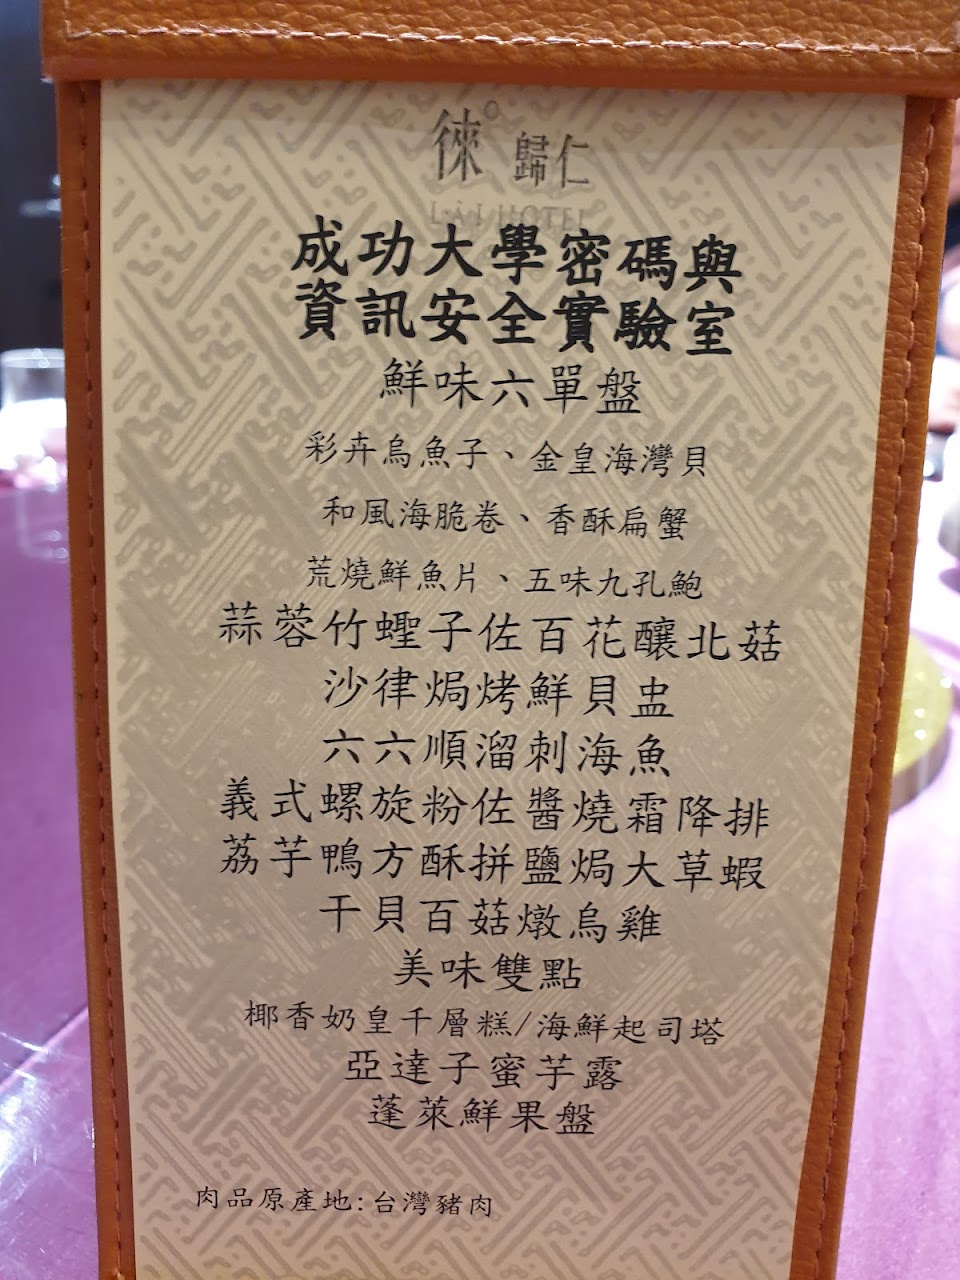 徠 歸仁
LÀI HOTEL
成功大學密碼與
資訊安全實驗室
鮮味六單盤
彩卉烏魚子、金皇海灣貝
和風海脆卷、香酥扁蟹
荒燒鮮魚片、五味九孔鮑
蒜蓉竹蟶子佐百花釀北菇
沙律焗烤鮮貝盅
六六順溜刺海魚
義式螺旋粉佐醬燒霜降排
荔芋鴨方酥拼鹽焗大草蝦
干貝百菇燉烏雞
美味雙點
椰香奶皇千層糕/海鮮起司塔
亞達子蜜芋露
蓬萊鮮果盤
肉品原產地:台灣豬肉